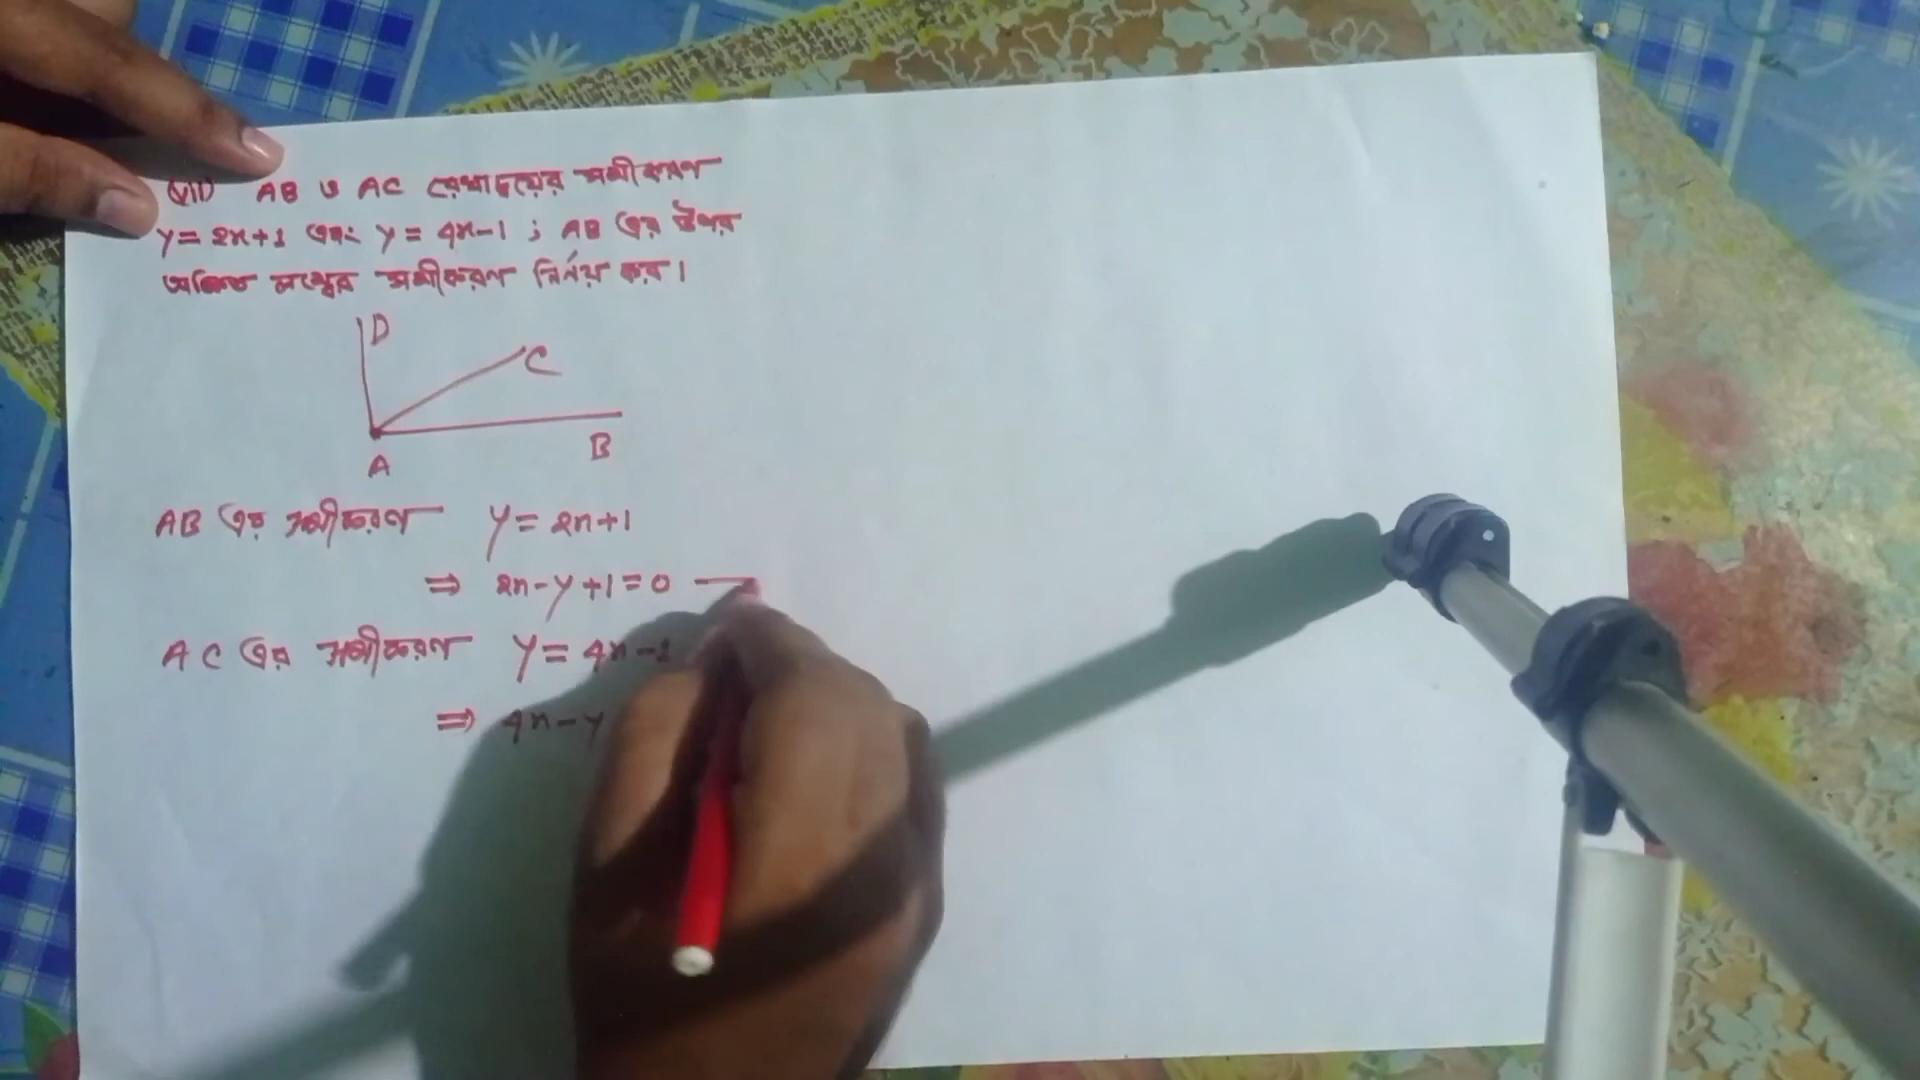 (VII) AB ও AC রেখাদ্বয়ের সমীকরণ
y = 2x+1 এবং y = 4x-1 ; AB এর উপর
অঙ্কিত লম্বের সমীকরণ নির্ণয় কর।
D
C
A
B
AB এর সমীকরণ y = 2x+1
⇒ 2x-y+1=0
AC এর সমীকরণ y = 4x-1
⇒ 4x-y